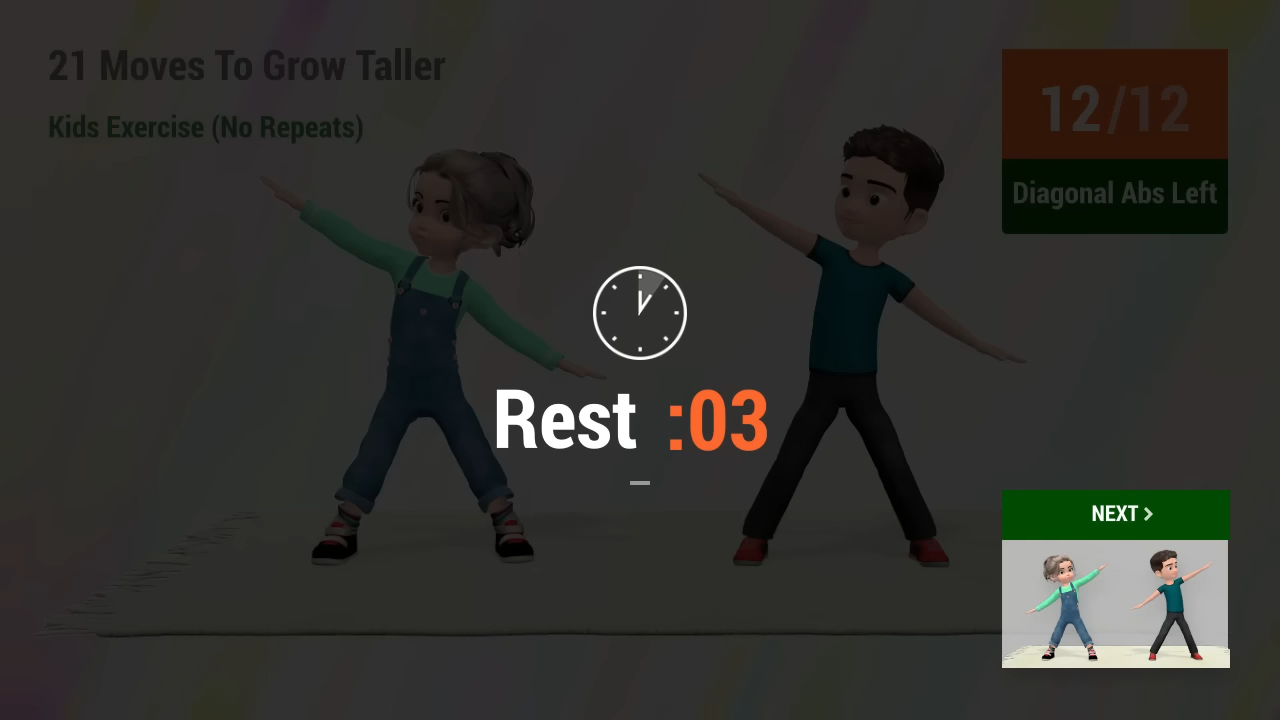 21 Moves To Grow Taller
Kids Exercise (No Repeats)
12/12
Diagonal Abs Left
Rest :03
NEXT >